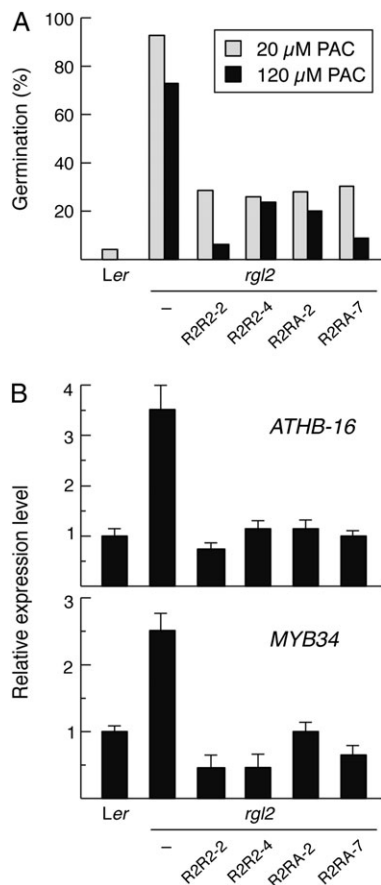 A
100
80
60
40
20
Germination (%)
20 µM PAC
120 µM PAC
Ler
rgl2
–
R2R2-2
R2R2-4
R2RA-2
R2RA-7
B
Relative expression level
4
3
2
1
ATHB-16
3
2
1
MYB34
Ler
rgl2
–
R2R2-2
R2R2-4
R2RA-2
R2RA-7